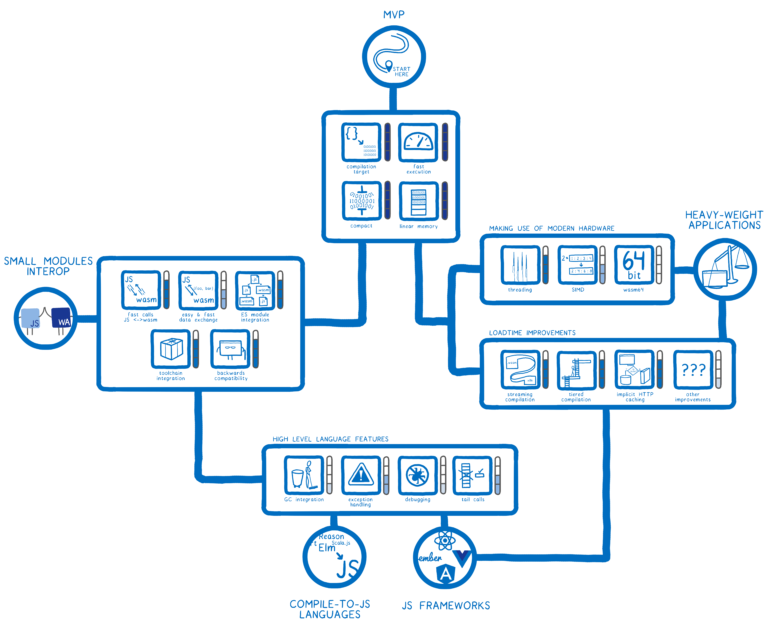 MVP
START
HERE
{}
compilation
target
fast
execution
compact
linear memory
MAKING USE OF MODERN HARDWARE
threading
SIMD
64
bit
wasm64
HEAVY-WEIGHT
APPLICATIONS
SMALL MODULES
INTEROP
JS
WA
JS
wasm
fast calls
JS <->wasm
JS
wasm
easy & fast
data exchange
ES module
integration
toolchain
integration
backwards
compatibility
LOADTIME IMPROVEMENTS
streaming
compilation
tiered
compilation
implicit HTTP
caching
???
other
improvements
HIGH LEVEL LANGUAGE FEATURES
GC integration
exception
handling
debugging
tail calls
Reason
Scala.js
Elm
JS
COMPILE-TO-JS
LANGUAGES
ember
A
JS FRAMEWORKS